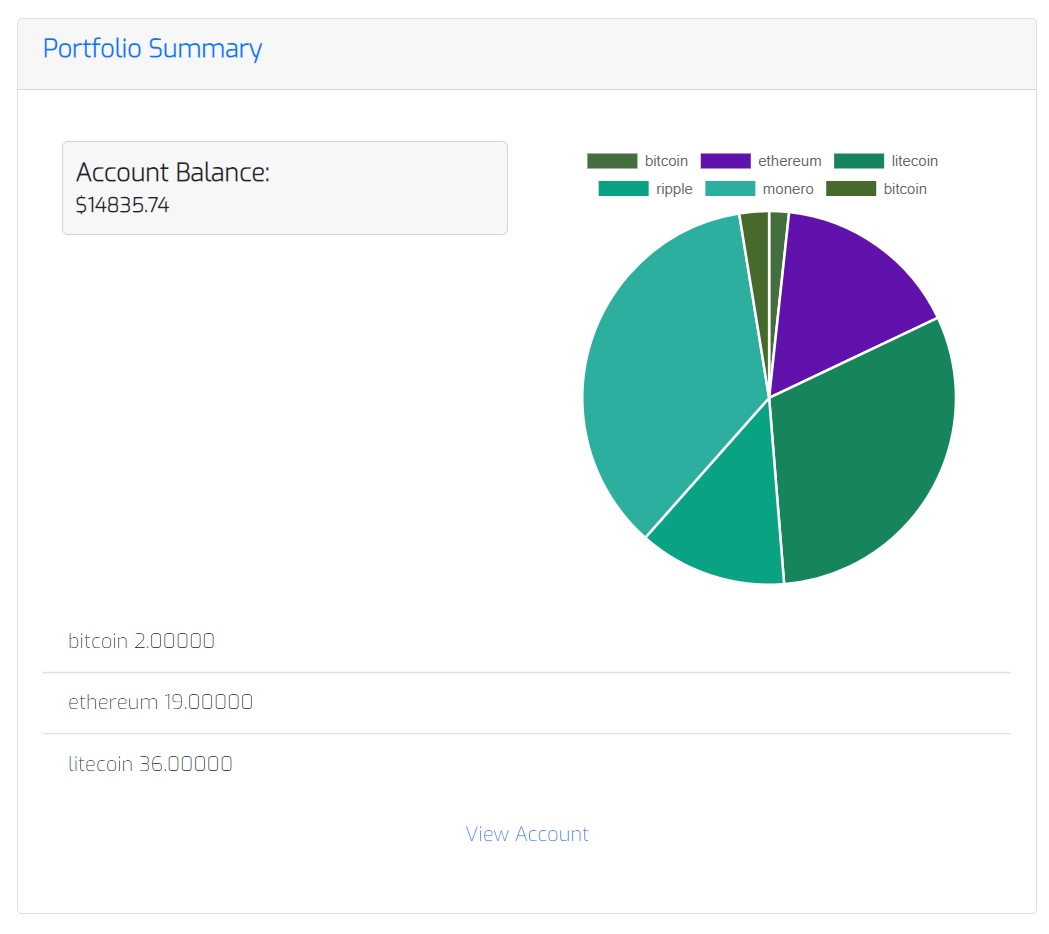 Portfolio Summary
Account Balance:
$14835.74
bitcoin ethereum litecoin
ripple monero bitcoin
bitcoin 2.00000
ethereum 19.00000
litecoin 36.00000
View Account